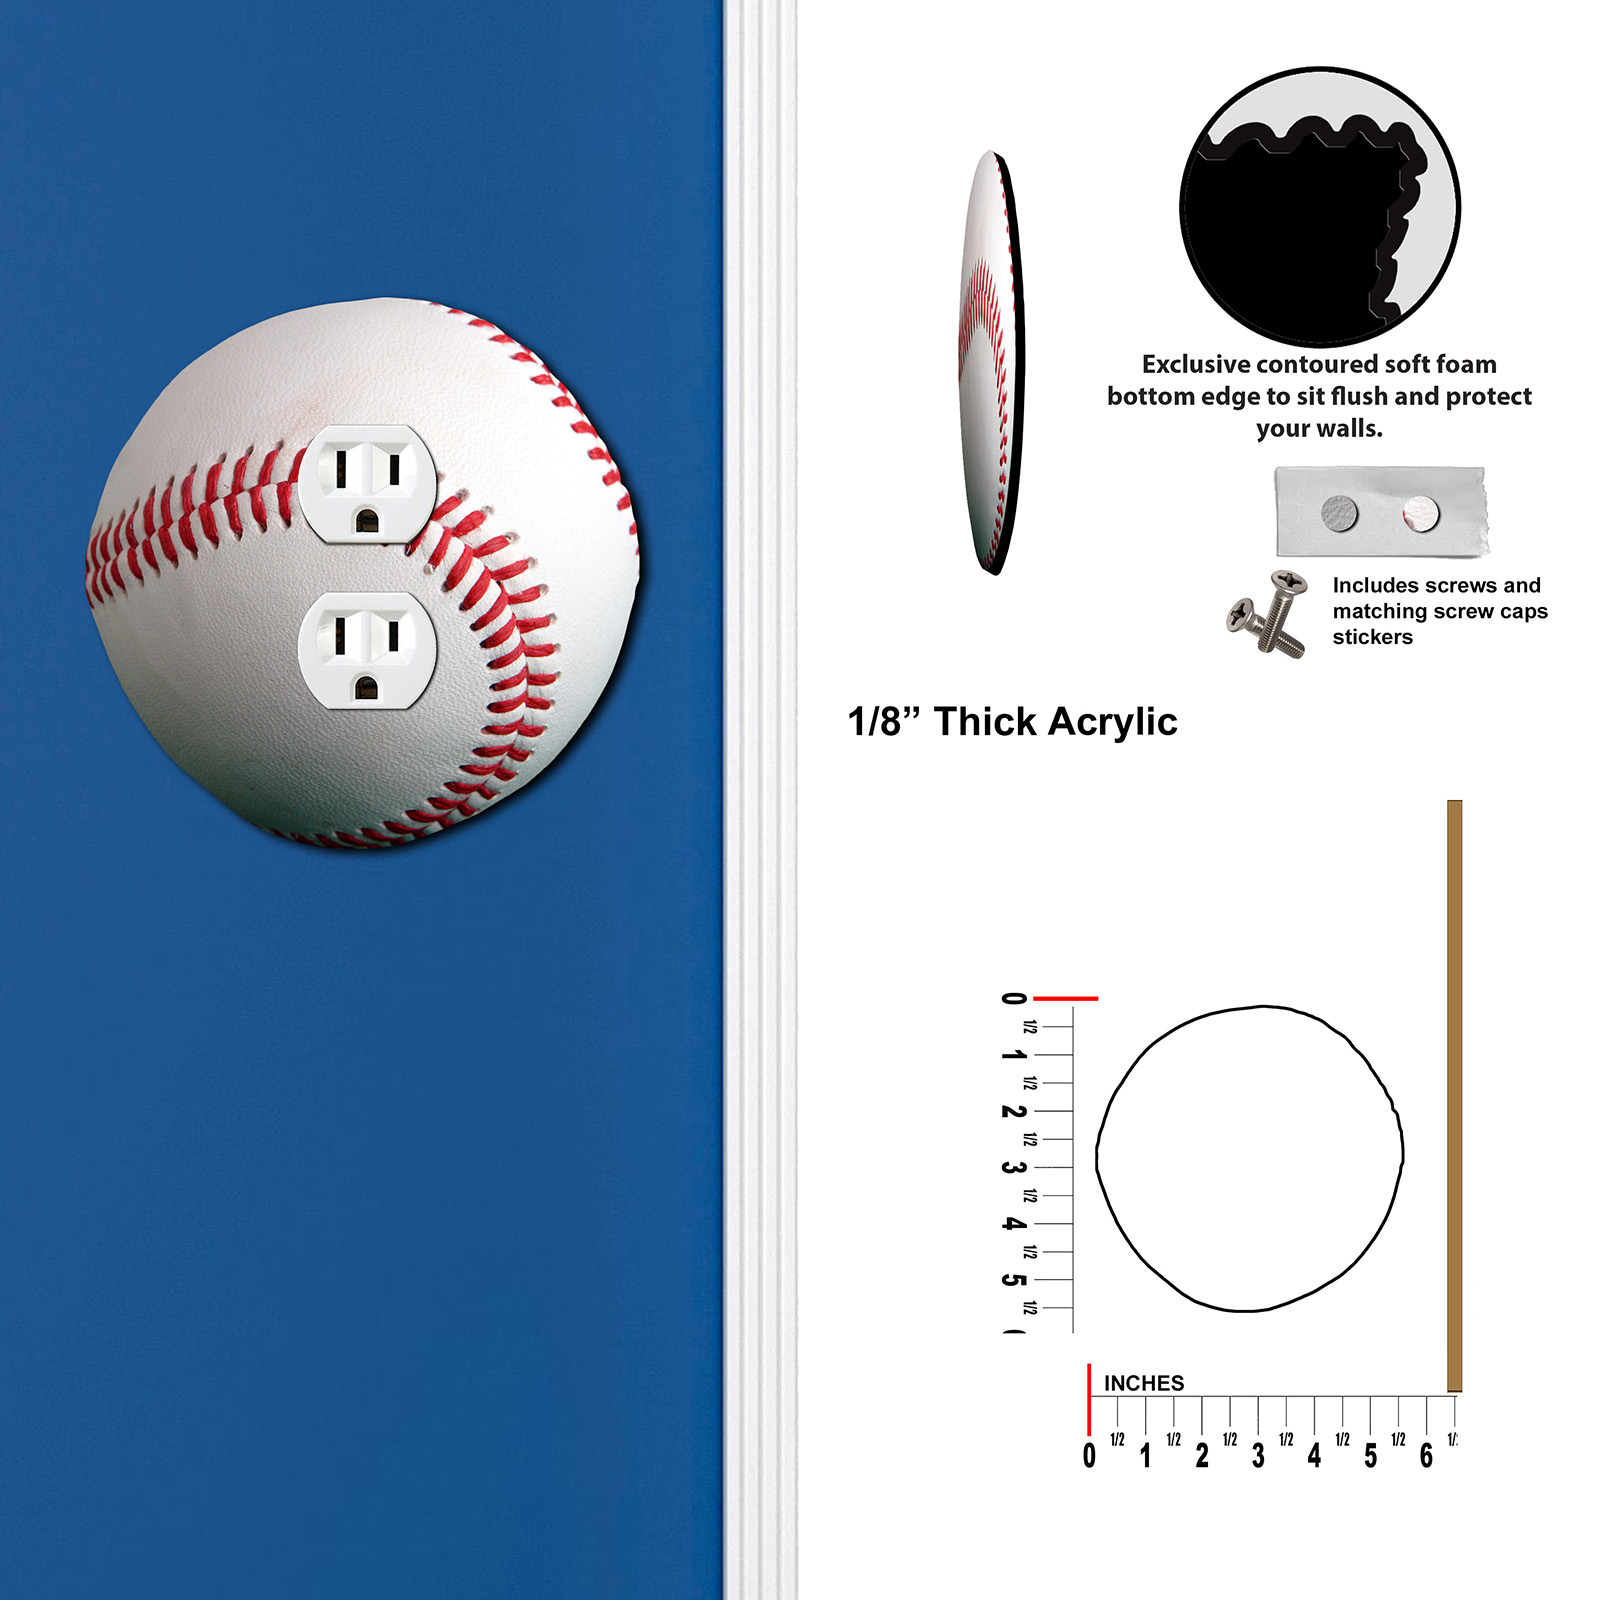 Exclusive contoured soft foam
bottom edge to sit flush and protect
your walls.
Includes screws and
matching screw caps
stickers
1/8” Thick Acrylic
0
1/2
1
1/2
2
1/2
3
1/2
4
1/2
5
1/2
INCHES
0 1/2 1 1/2 2 1/2 3 1/2 4 1/2 5 1/2 6